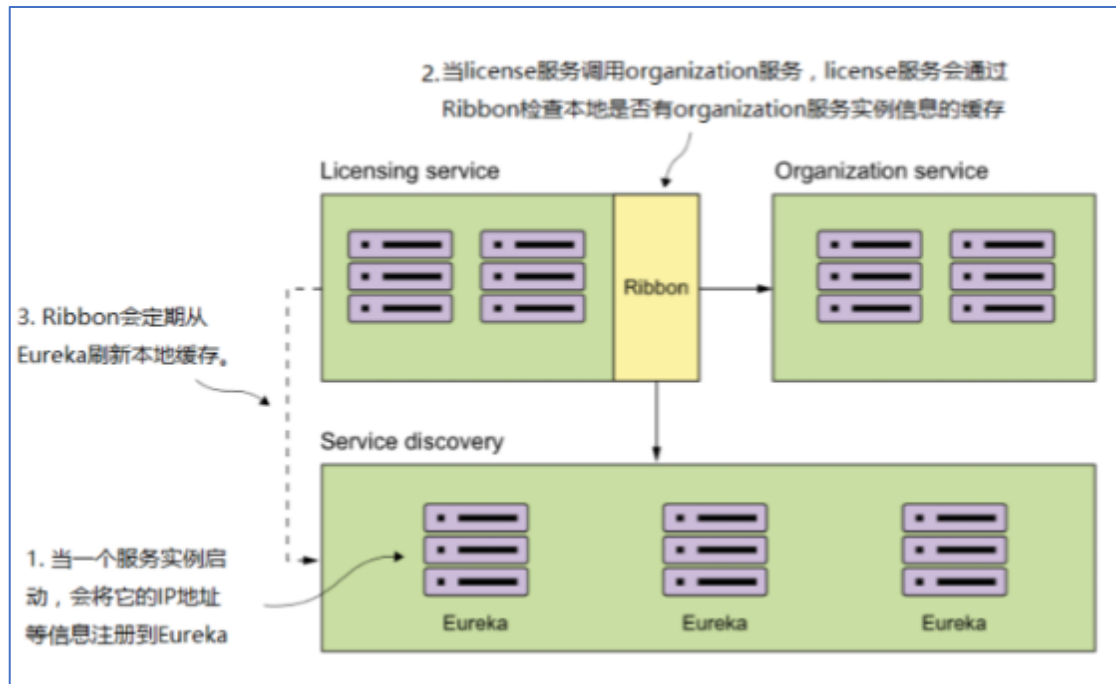 2.当license服务调用organization服务，license服务会通过
Ribbon检查本地是否有organization服务实例信息的缓存
Licensing service
Organization service
Ribbon
3. Ribbon会定期从
Eureka刷新本地缓存。
Service discovery
1. 当一个服务实例启
动，会将它的IP地址
等信息注册到Eureka
Eureka
Eureka
Eureka